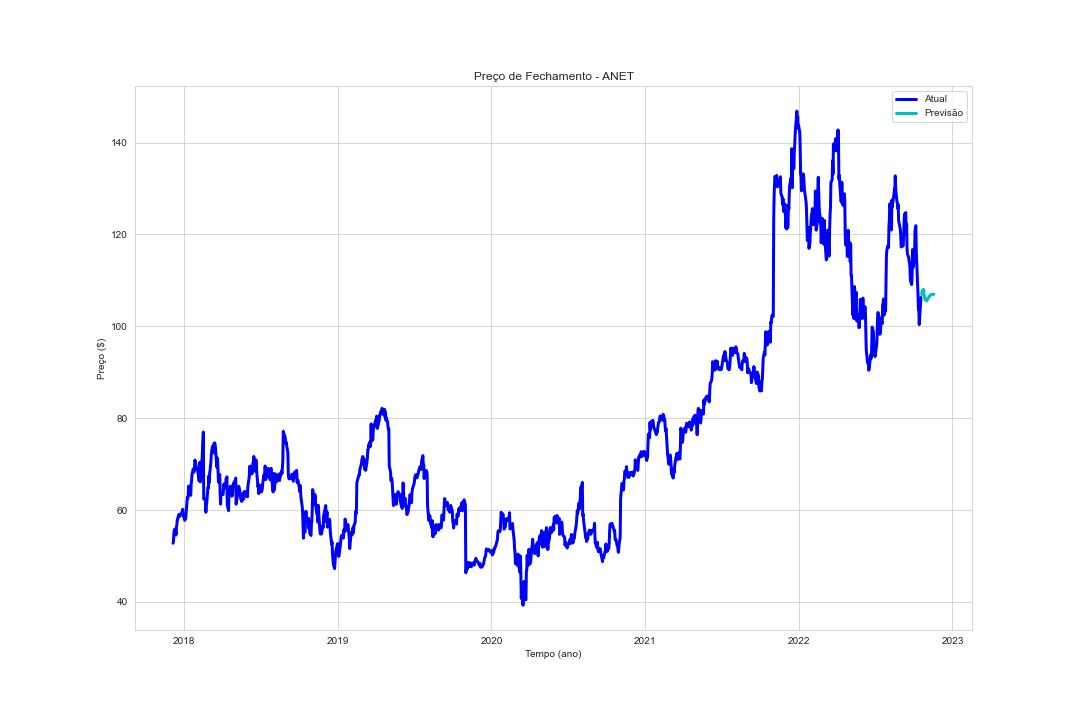 Preço de Fechamento - ANET
Atual
Previsão
140
120
100
80
60
40
Preço ($)
2018 2019 2020 2021 2022 2023
Tempo (ano)